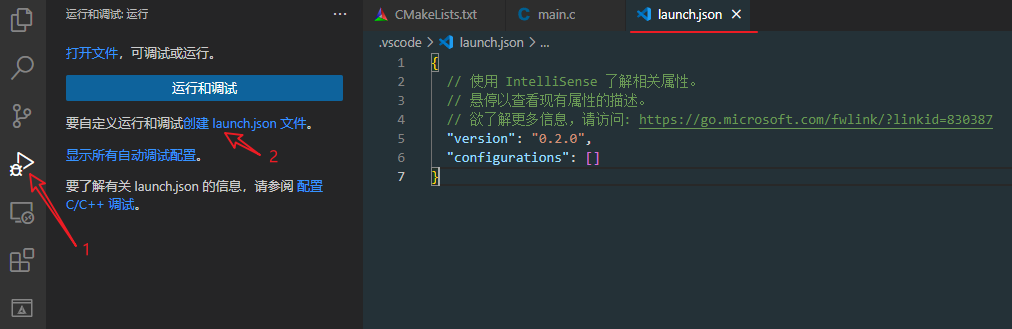 运行和调试: 运行
打开文件，可调试或运行。
运行和调试
要自定义运行和调试创建 launch.json 文件。
2
显示所有自动调试配置。
要了解有关 launch.json 的信息，请参阅 配置
C/C++ 调试。
1
CMakeLists.txt
C main.c
launch.json
.vscode > launch.json > ...
1 {
2 // 使用 IntelliSense 了解相关属性。
3 // 悬停以查看现有属性的描述。
4 // 欲了解更多信息，请访问: https://go.microsoft.com/fwlink/?linkid=830387
5 "version": "0.2.0",
6 "configurations": []
7 }